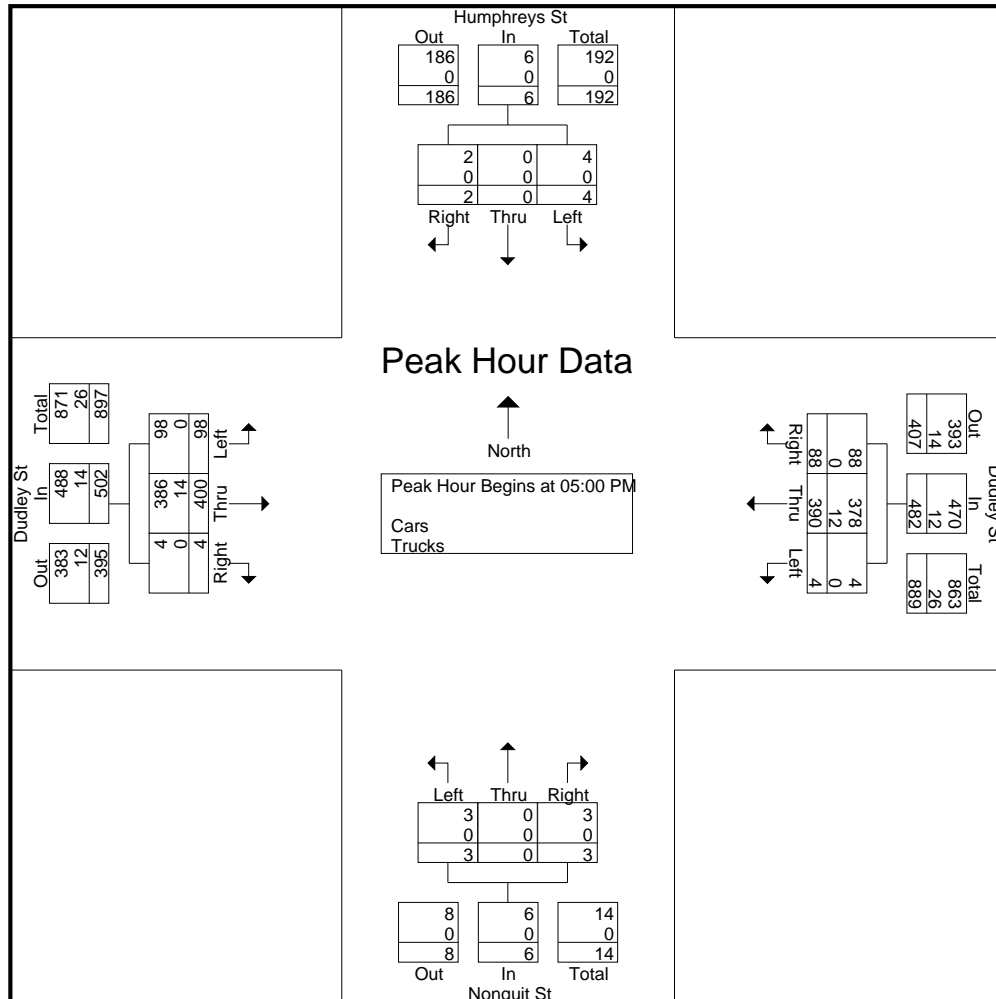 Humphreys St
Out In Total
186 6 192
0 0 0
186 6 192
2 0 4
0 0 0
2 0 4
Right Thru Left
Peak Hour Data
North
Peak Hour Begins at 05:00 PM
Cars
Trucks
Dudley St
Out In Total
383 488 871
12 14 26
395 502 897
4 386 98
0 14 0
4 400 98
Right Thru Left
Dudley St
Out In Total
393 470 863
14 12 26
407 482 889
88 378 4
0 12 0
88 390 4
Right Thru Left
Left Thru Right
3 0 3
0 0 0
3 0 3
8 6 14
0 0 0
8 6 14
Out In Total
Nonquit St